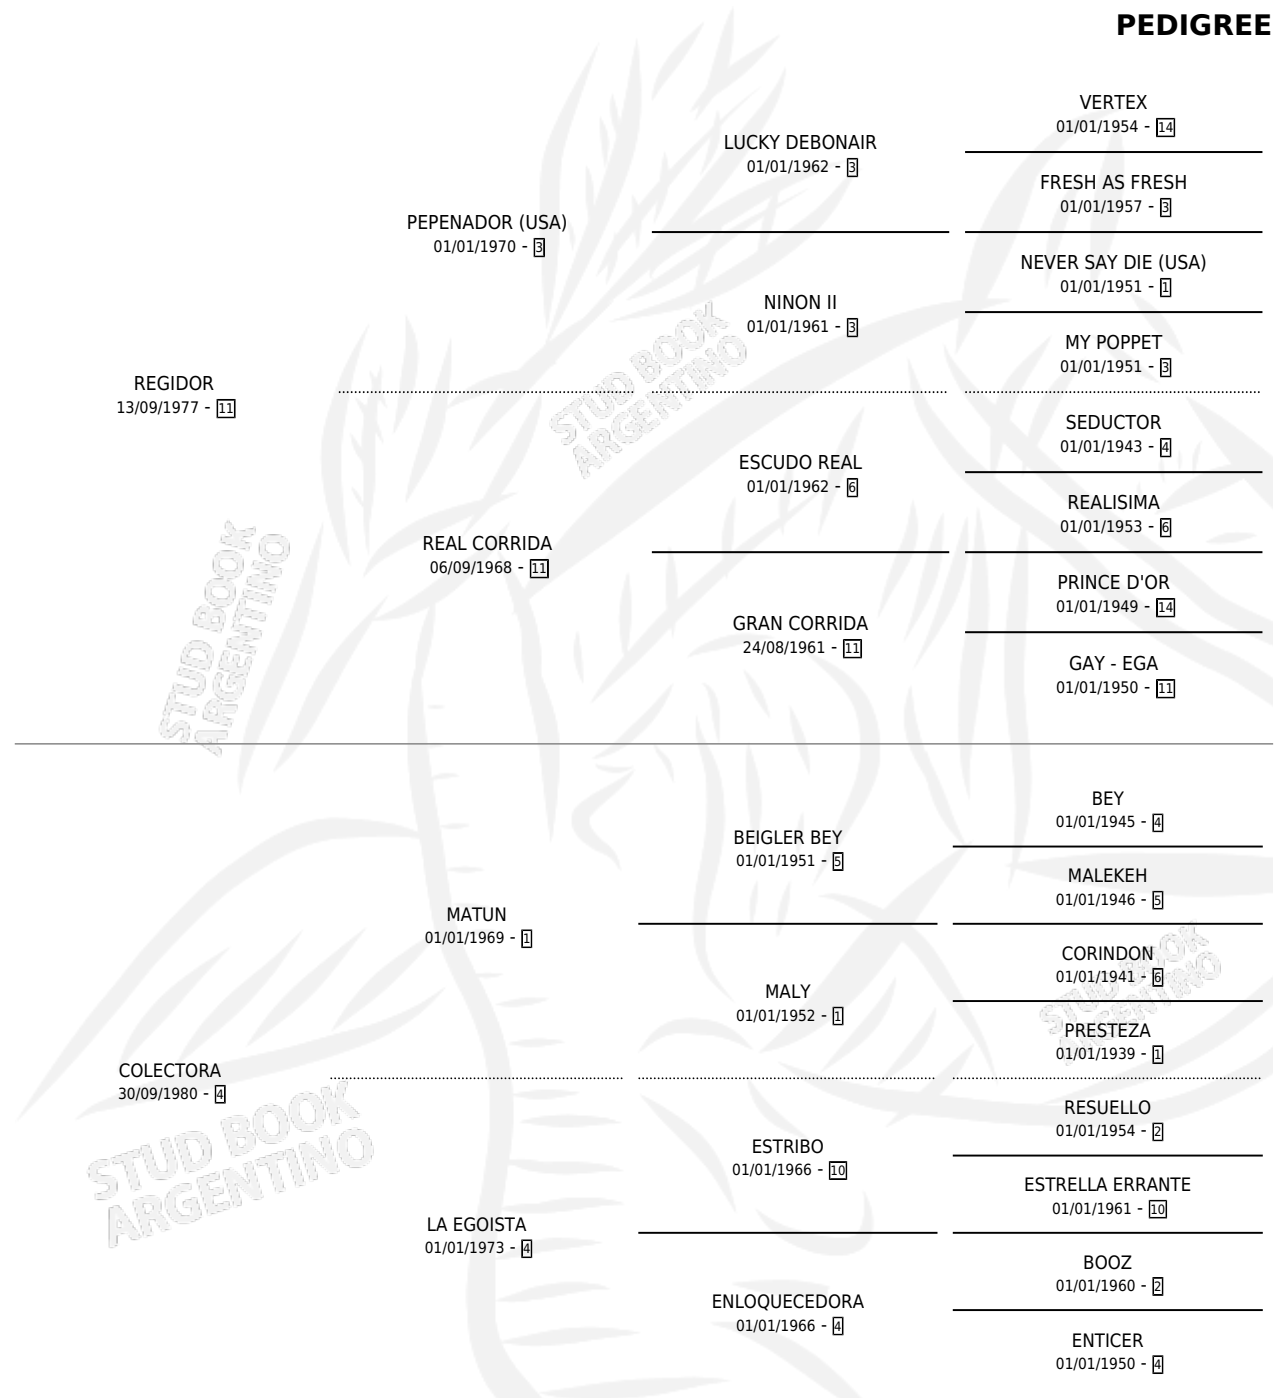 PEDIGREE
VERTEX
01/01/1954 - 14
LUCKY DEBONAIR
01/01/1962 - 3
FRESH AS FRESH
01/01/1957 - 3
PEPENADOR (USA)
01/01/1970 - 3
NEVER SAY DIE (USA)
01/01/1951 - 1
NINON II
01/01/1961 - 3
MY POPPET
01/01/1951 - 3
REGIDOR
13/09/1977 - 11
SEDUCTOR
01/01/1943 - 4
ESCUDO REAL
01/01/1962 - 6
REALISIMA
01/01/1953 - 6
REAL CORRIDA
06/09/1968 - 11
PRINCE D'OR
01/01/1949 - 14
GRAN CORRIDA
24/08/1961 - 11
GAY - EGA
01/01/1950 - 11
BEY
01/01/1945 - 4
BEIGLER BEY
01/01/1951 - 5
MALEKEH
01/01/1946 - 5
MATUN
01/01/1969 - 1
CORINDON
01/01/1941 - 6
MALY
01/01/1952 - 1
PRESTEZA
01/01/1939 - 1
COLECTORA
30/09/1980 - 4
RESUELLO
01/01/1954 - 2
ESTRIBO
01/01/1966 - 10
ESTRELLA ERRANTE
01/01/1961 - 10
LA EGOISTA
01/01/1973 - 4
BOOZ
01/01/1960 - 2
ENLOQUECEDORA
01/01/1966 - 4
ENTICER
01/01/1950 - 4
STUD BOOK
ARGENTINO
STUD BOOK
ARGENTINO
STUD BOOK
ARGENTINO
STUD BOOK
ARGENTINO